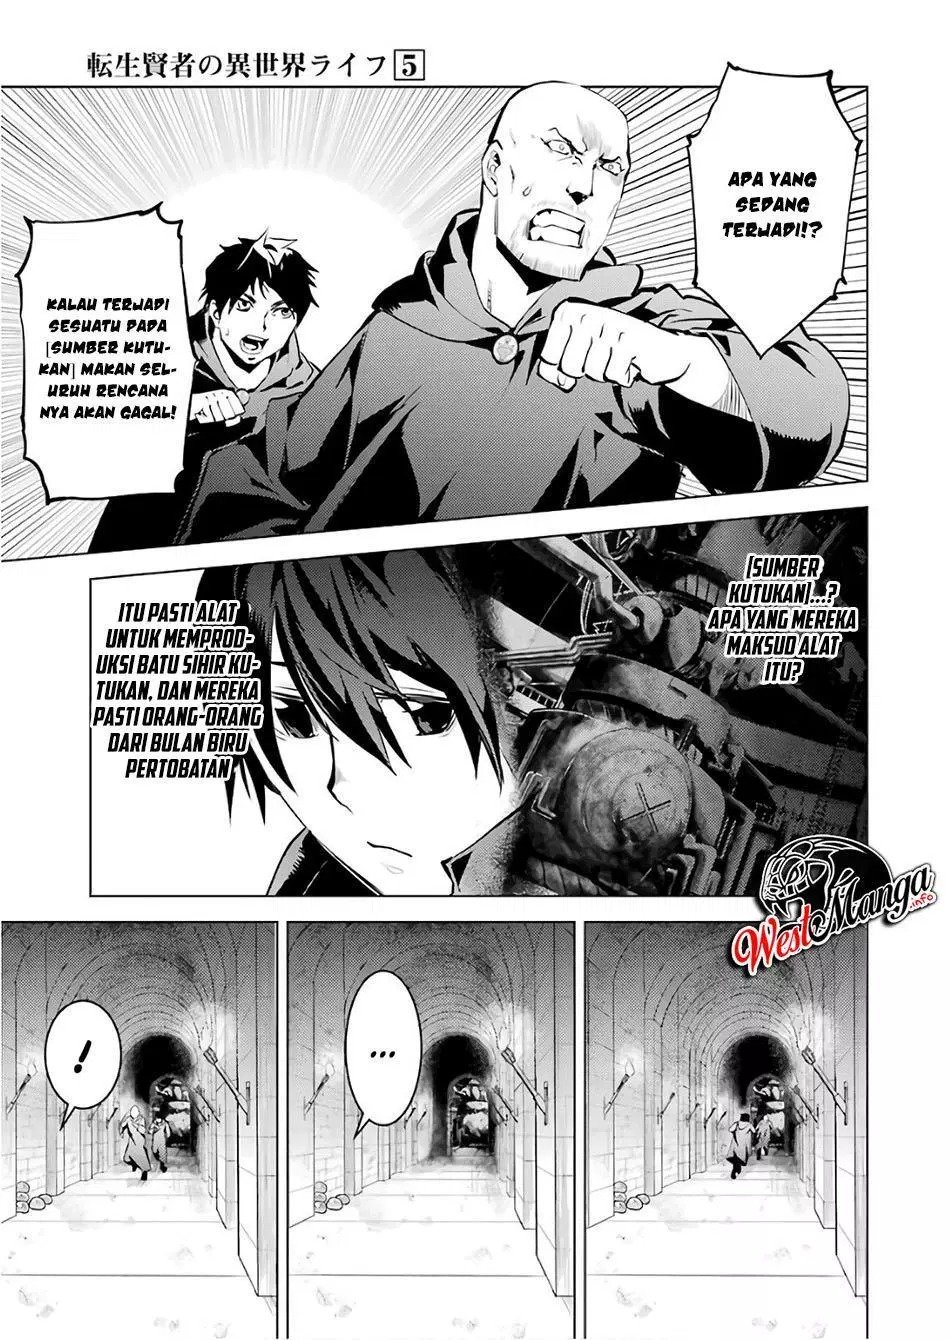 転生賢者の異世界ライフ 5
APA YANG
SEDANG
TERJADI!?
KALAU TERJADI
SESUATU PADA
[SUMBER KUTU-
KAN] MAKAN SEL-
URUH RENCANA
NYA AKAN GAGAL!
[SUMBER
KUTUKAN]...?
APA YANG MEREKA
MAKSUD ALAT
ITU?
ITU PASTI ALAT
UNTUK MEMPROD-
UKSI BATU SIHIR KU-
TUKAN, DAN MEREKA
PASTI ORANG-ORANG
DARI BULAN BIRU
PERTOBATAN
WestManga
.info
...
!